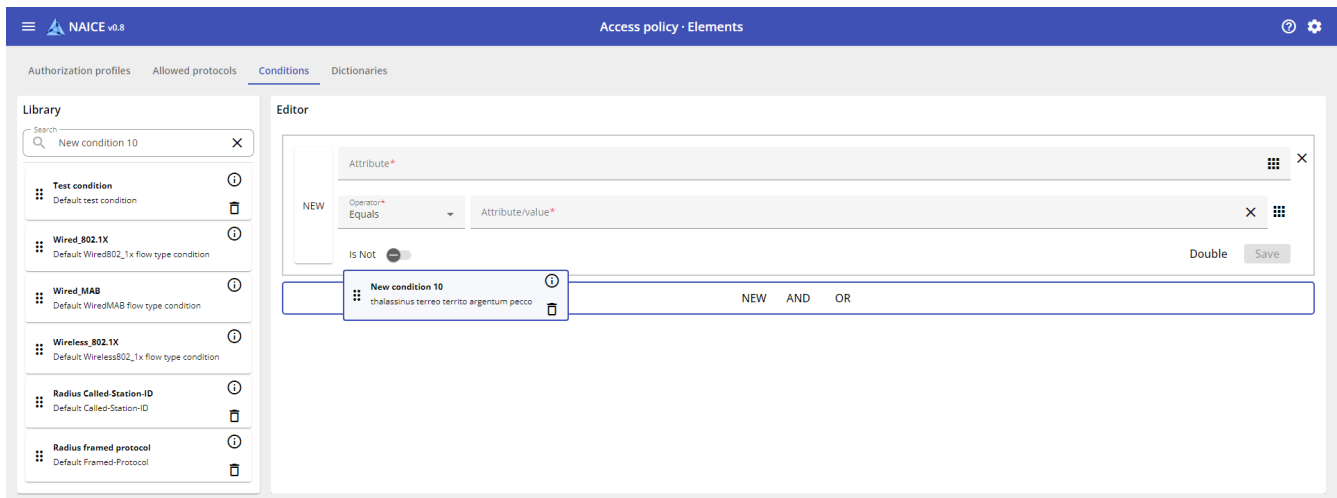 NAICE v0.8
Access policy · Elements
Authorization profiles Allowed protocols Conditions Dictionaries
Library
Search
New condition 10
Test condition
Default test condition
Wired_802.1X
Default Wired802_1x flow type condition
Wired_MAB
Default WiredMAB flow type condition
Wireless_802.1X
Default Wireless802_1x flow type condition
Radius Called-Station-ID
Default Called-Station-ID
Radius framed protocol
Default Framed-Protocol
Editor
NEW
Attribute*
Operator*
Equals
Attribute/value*
Is Not
Double Save
New condition 10
thalassinus terreo territo argentum pecco
NEW AND OR